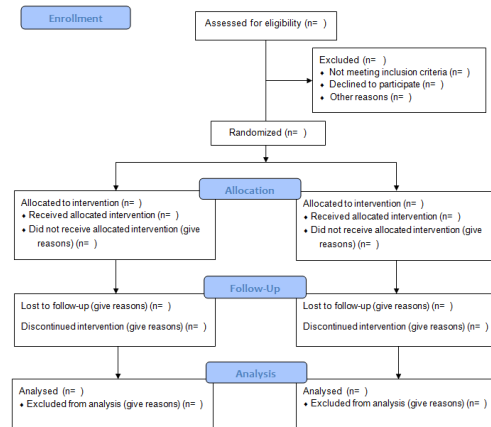 Enrollment
Assessed for eligibility (n= )
Excluded (n= )
♦ Not meeting inclusion criteria (n= )
♦ Declined to participate (n= )
♦ Other reasons (n= )
Randomized (n= )
Allocation
Allocated to intervention (n= )
♦ Received allocated intervention (n= )
♦ Did not receive allocated intervention (give
reasons) (n= )
Allocated to intervention (n= )
♦ Received allocated intervention (n= )
♦ Did not receive allocated intervention (give
reasons) (n= )
Follow-Up
Lost to follow-up (give reasons) (n= )
Discontinued intervention (give reasons) (n= )
Lost to follow-up (give reasons) (n= )
Discontinued intervention (give reasons) (n= )
Analysis
Analysed (n= )
♦ Excluded from analysis (give reasons) (n= )
Analysed (n= )
♦ Excluded from analysis (give reasons) (n= )